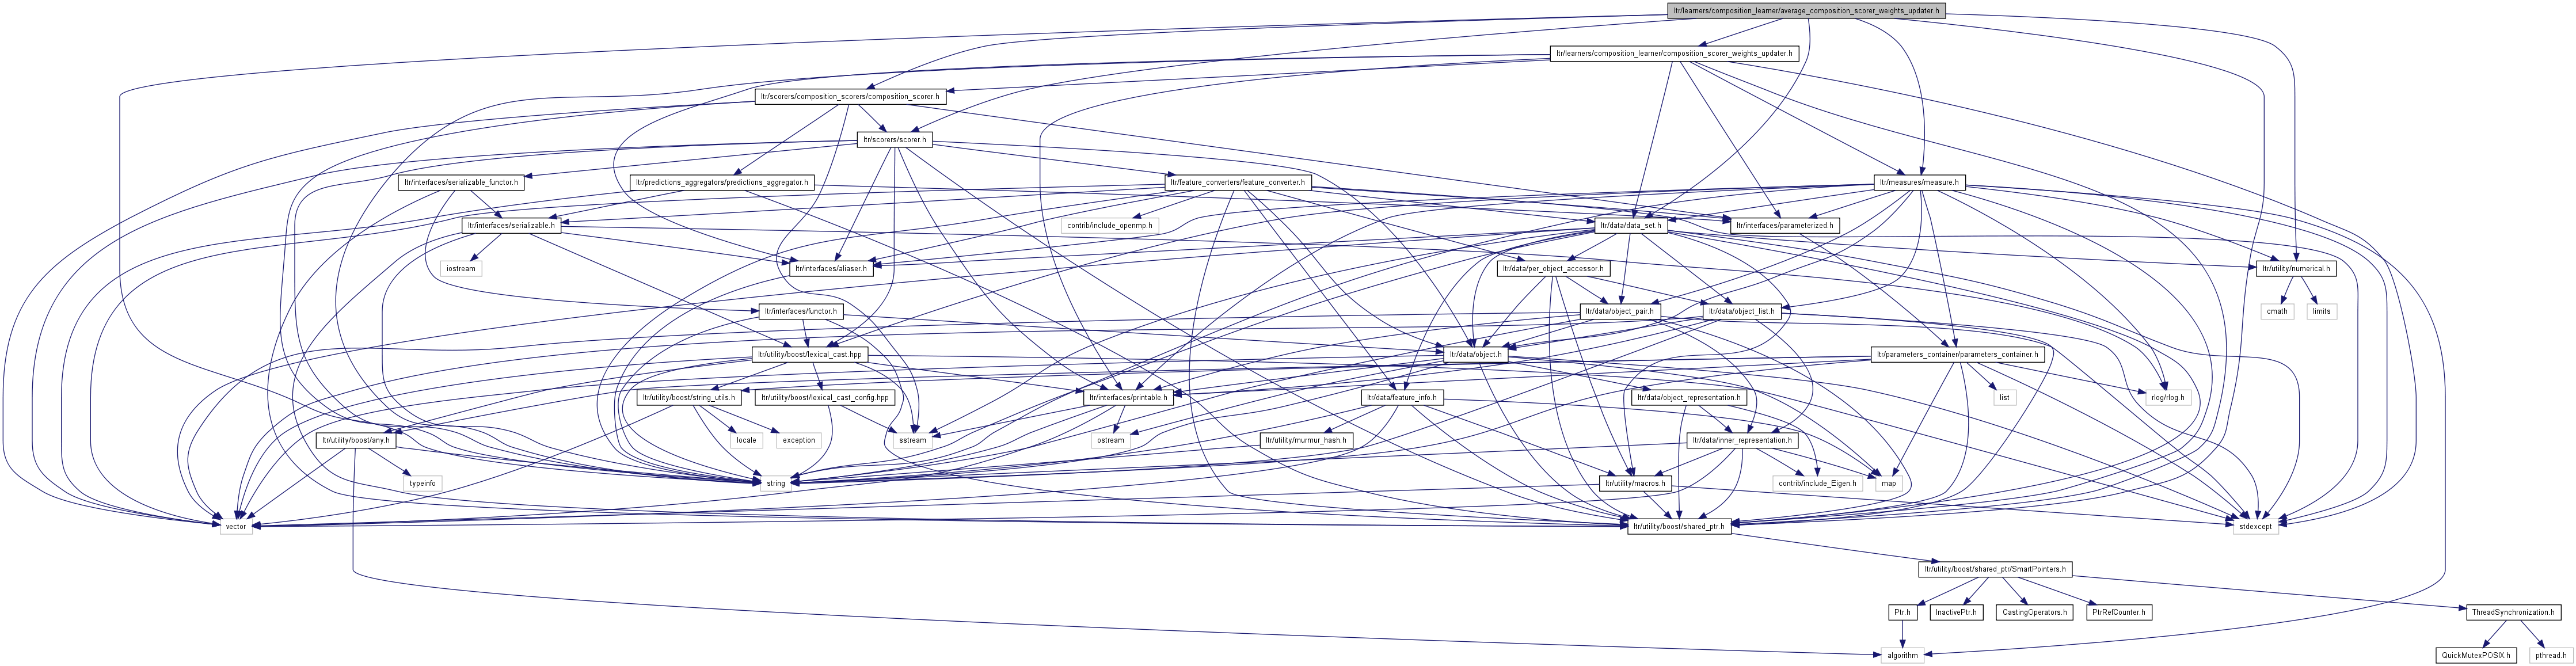 ltr/learners/composition_learner/average_composition_scorer_weights_updater.h
ltr/learners/composition_learner/composition_scorer_weights_updater.h
ltr/scorers/composition_scorers/composition_scorer.h
ltr/scorers/scorer.h
ltr/interfaces/serializable_functor.h
ltr/predictions_aggregators/predictions_aggregator.h
ltr/feature_converters/feature_converter.h
ltr/measures/measure.h
ltr/interfaces/serializable.h
contrib/include_openmp.h
ltr/data/data_set.h
ltr/interfaces/parameterized.h
iostream
ltr/interfaces/aliaser.h
ltr/data/per_object_accessor.h
ltr/utility/numerical.h
ltr/interfaces/functor.h
ltr/data/object_pair.h
ltr/data/object_list.h
cmath
limits
ltr/utility/boost/lexical_cast.hpp
ltr/data/object.h
ltr/parameters_container/parameters_container.h
ltr/utility/boost/string_utils.h
ltr/utility/boost/lexical_cast_config.hpp
ltr/interfaces/printable.h
ltr/data/feature_info.h
ltr/data/object_representation.h
list
rlog/rlog.h
ltr/utility/boost/any.h
locale
exception
sstream
ostream
ltr/utility/murmur_hash.h
ltr/data/inner_representation.h
typeinfo
string
ltr/utility/macros.h
contrib/include_Eigen.h
map
vector
ltr/utility/boost/shared_ptr.h
stdexcept
ltr/utility/boost/shared_ptr/SmartPointers.h
Ptr.h
InactivePtr.h
CastingOperators.h
PtrRefCounter.h
ThreadSynchronization.h
algorithm
QuickMutexPOSIX.h
pthread.h